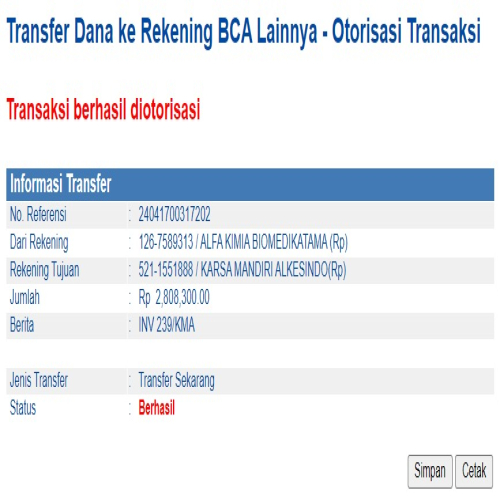 Transfer Dana ke Rekening BCA Lainnya - Otorisasi Transaksi
Transaksi berhasil diotorisasi
Informasi Transfer
No. Referensi : 24041700317202
Dari Rekening : 126-7589313 / ALFA KIMIA BIOMEDIKATAMA (Rp)
Rekening Tujuan : 521-1551888 / KARSA MANDIRI ALKESINDO(Rp)
Jumlah : Rp 2,808,300.00
Berita : INV 239/KMA
Jenis Transfer : Transfer Sekarang
Status : Berhasil
Simpan Cetak